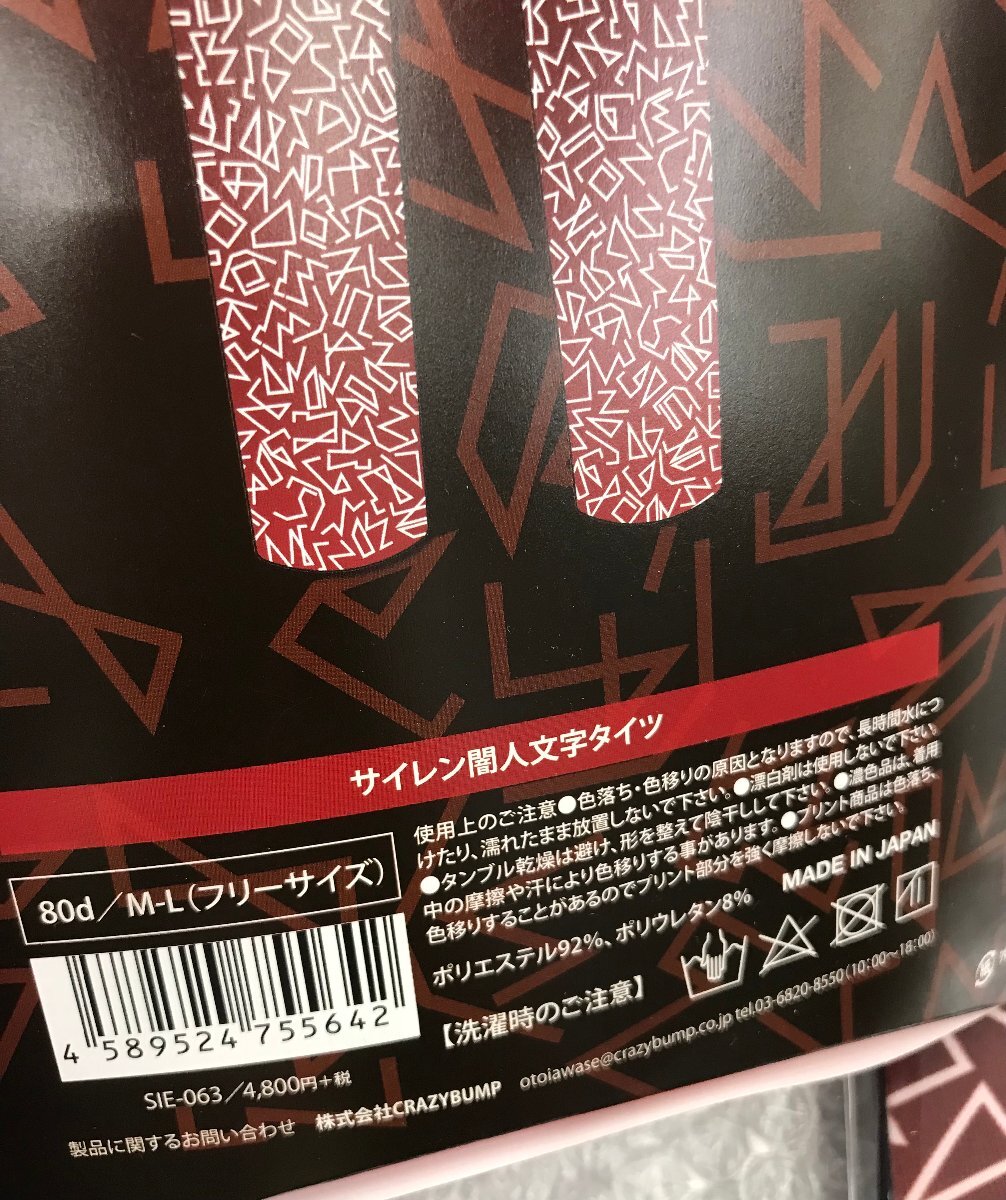 サイレン闇人文字タイツ
使用上のご注意●色落ち・色移りの原因となりますので、長時間水につ
けたり、濡れたまま放置しないで下さい。●漂白剤は使用しないで下さい。
●タンブル乾燥は避け、形を整えて陰干しして下さい。●濃色品は、着用
中の摩擦や汗により色移りする事があります。●プリント商品は色落ち、
色移りすることがあるのでプリント部分を強く摩擦しないで下さい。
ポリエステル92%、ポリウレタン8%
MADE IN JAPAN
【洗濯時のご注意】
80d/M-L(フリーサイズ)
4 589524 755642
SIE-063/4,800円+税
製品に関するお問い合わせ 株式会社CRAZYBUMP otoiawase@crazybump.co.jp tel.03-6820-8550(10:00～18:00)